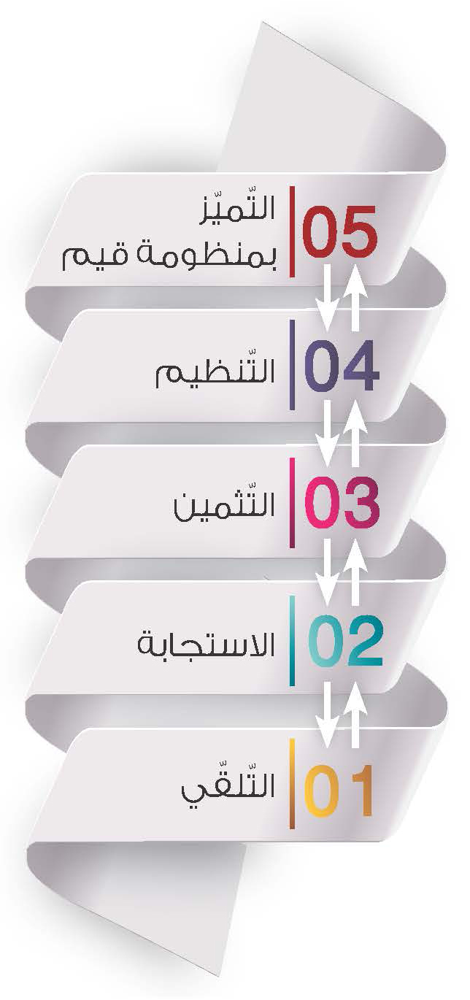 05 التّميّز
بمنظومة قيم
04 التّنظيم
03 التّثمين
02 الاستجابة
01 التّلقّي